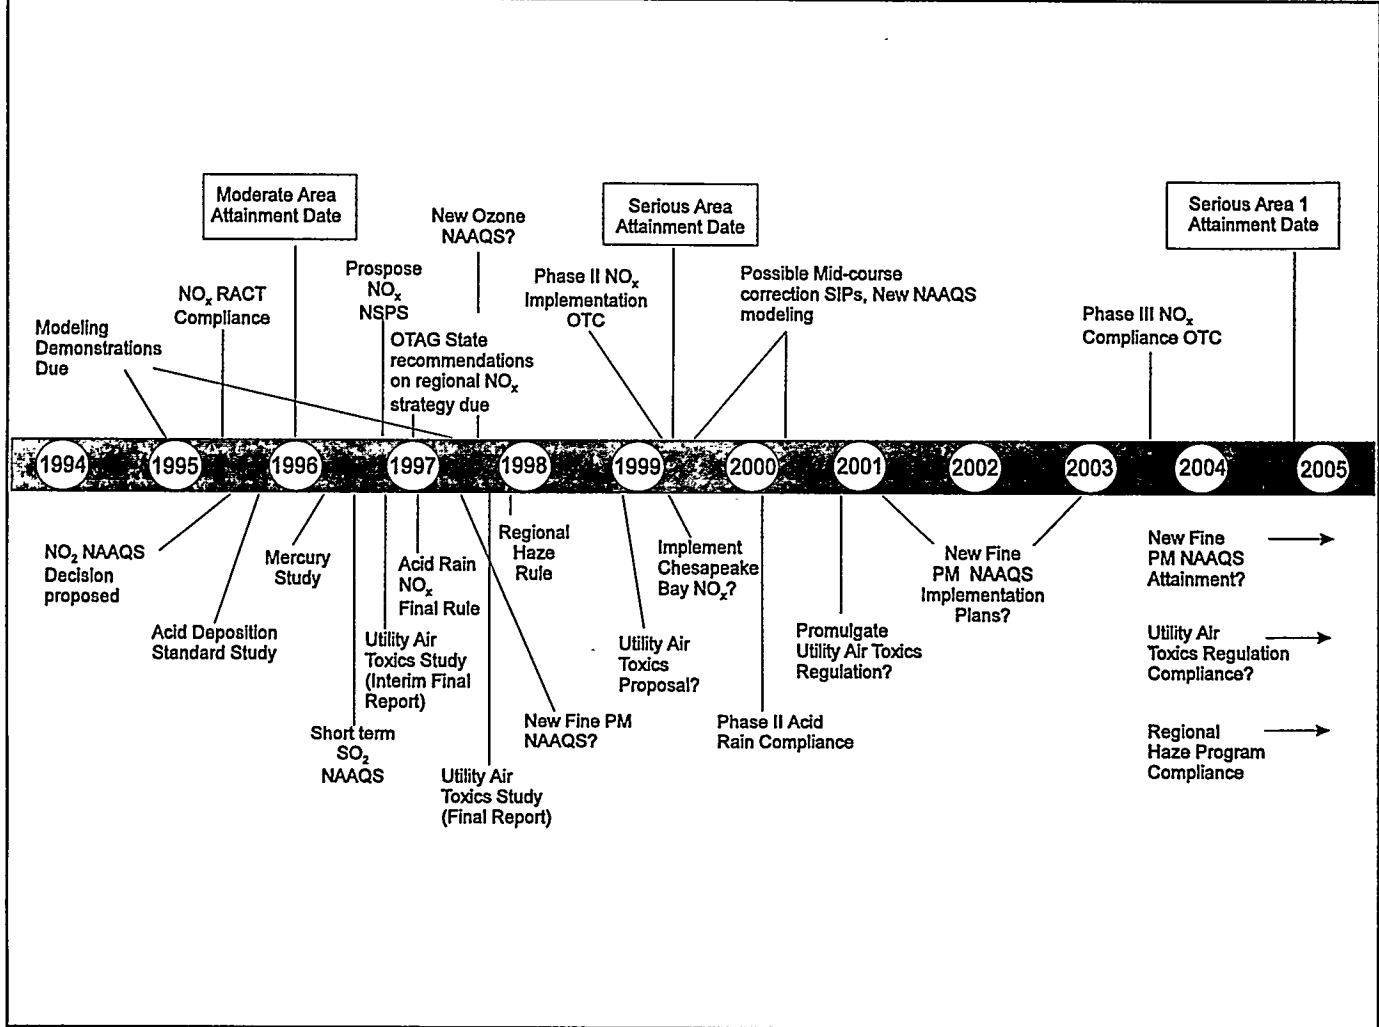 Moderate Area
Attainment Date
Serious Area
Attainment Date
Serious Area 1
Attainment Date
New Ozone
NAAQS?
Prospose
NOx
NSPS
NOx RACT
Compliance
Modeling
Demonstrations
Due
OTAG State
recommendations
on regional NOx
strategy due
Phase II NOx
Implementation
OTC
Possible Mid-course
correction SIPs, New NAAQS
modeling
Phase III NOx
Compliance OTC
1994
1995
1996
1997
1998
1999
2000
2001
2002
2003
2004
2005
NO2 NAAQS
Decision
proposed
Acid Deposition
Standard Study
Mercury
Study
Short term
SO2
NAAQS
Utility Air
Toxics Study
(Interim Final
Report)
Acid Rain
NOx
Final Rule
Utility Air
Toxics Study
(Final Report)
New Fine PM
NAAQS?
Regional
Haze
Rule
Utility Air
Toxics
Proposal?
Implement
Chesapeake
Bay NOx?
Phase II Acid
Rain Compliance
Promulgate
Utility Air Toxics
Regulation?
New Fine
PM NAAQS
Implementation
Plans?
New Fine
PM NAAQS
Attainment?
Utility Air
Toxics Regulation
Compliance?
Regional
Haze Program
Compliance